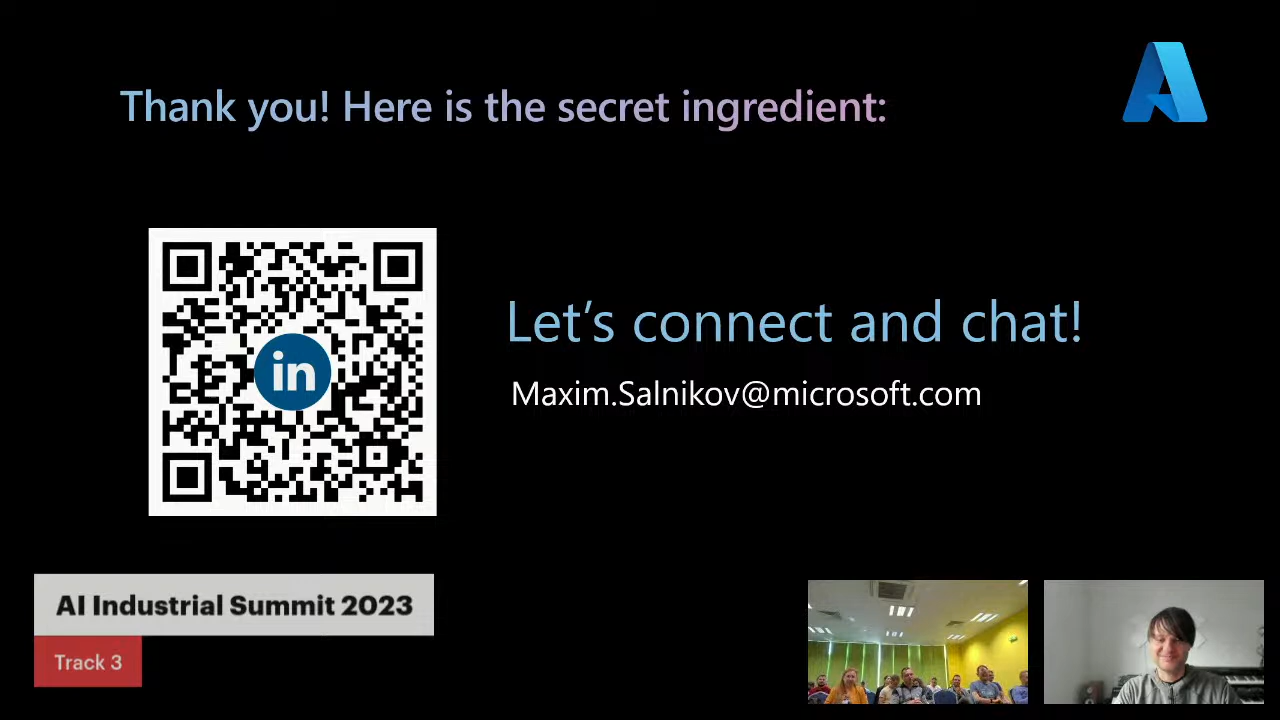 Thank you! Here is the secret ingredient:
in
Let’s connect and chat!
Maxim.Salnikov@microsoft.com
AI Industrial Summit 2023
Track 3